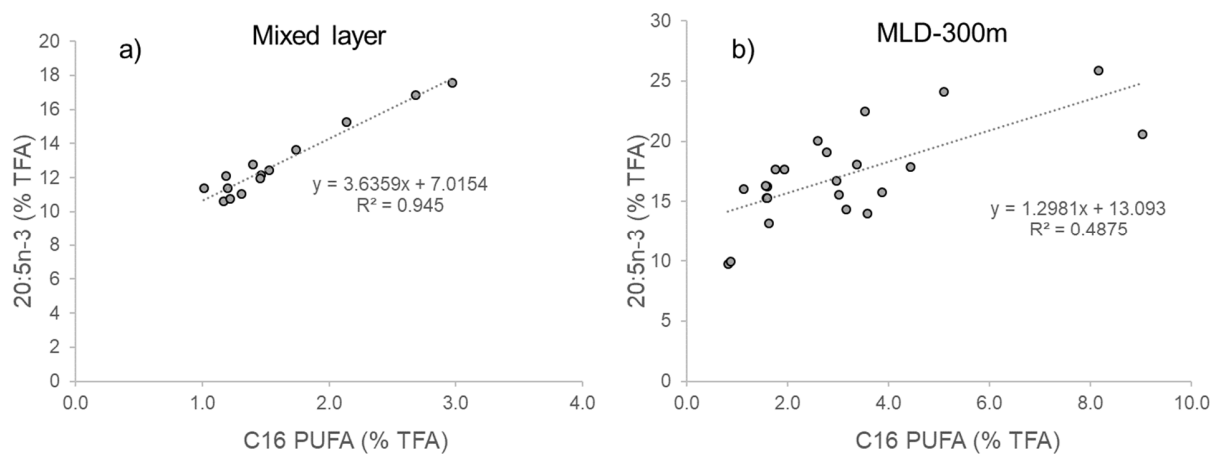 a)
Mixed layer
20
18
16
14
12
10
8
6
4
2
0
20:5n-3 (% TFA)
y = 3.6359x + 7.0154
R² = 0.945
0.0 1.0 2.0 3.0 4.0
C16 PUFA (% TFA)
b)
MLD-300m
30
25
20
15
10
5
0
20:5n-3 (% TFA)
y = 1.2981x + 13.093
R² = 0.4875
0.0 2.0 4.0 6.0 8.0 10.0
C16 PUFA (% TFA)